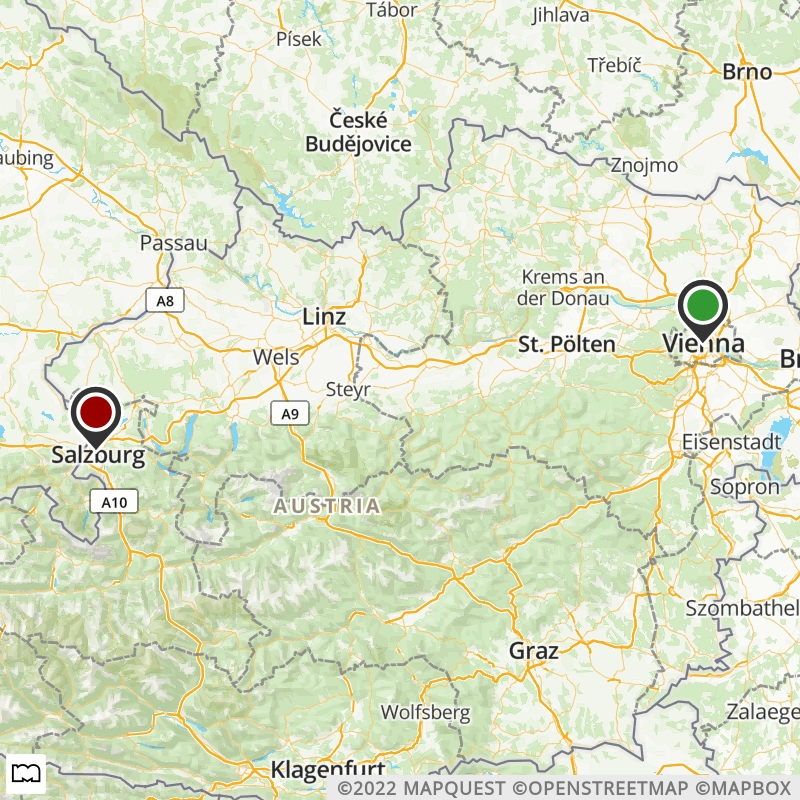 Tábor
Jihlava
Písek
Třebíč
Brno
České
Budějovice
aubing
Znojmo
Passau
Krems an
der Donau
A8
Linz
St. Pölten
Vienna
Wels
Br
Steyr
A9
Salzburg
Eisenstadt
Sopron
A10
AUSTRIA
Szombathel
Graz
Wolfsberg
Zalaege
Klagenfurt
©2022 MAPQUEST ©OPENSTREETMAP ©MAPBOX